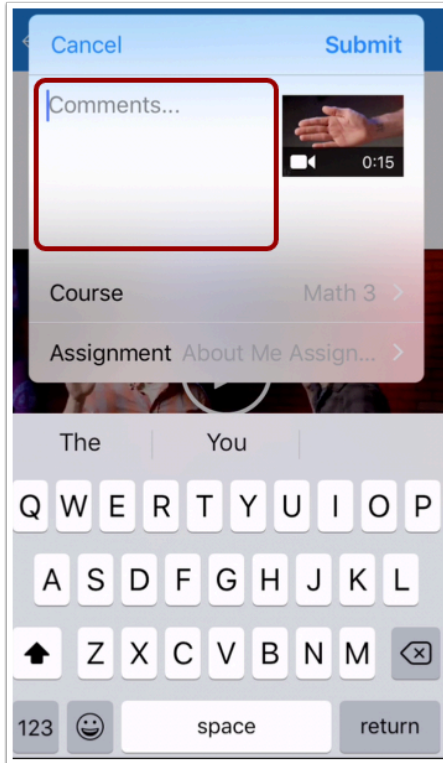 Cancel Submit
Comments...
0:15
Course Math 3
Assignment About Me Assign...
The You
Q W E R T Y U I O P
A S D F G H J K L
Z X C V B N M
123 space return